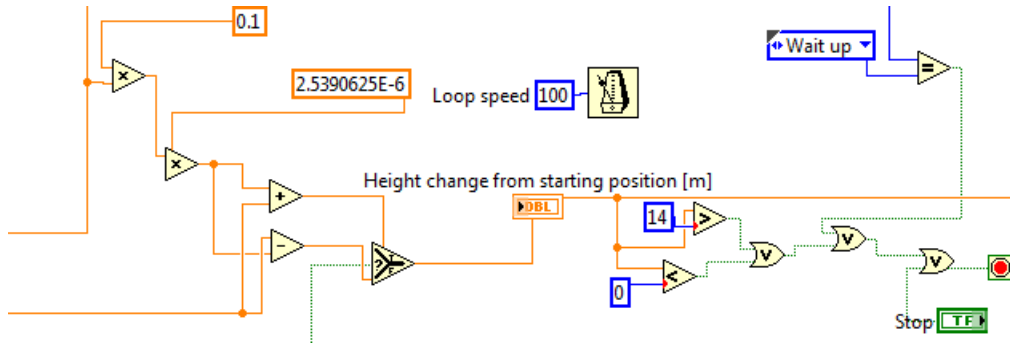 0.1
Wait up
=
x
2.5390625E-6
Loop speed 100
x
Height change from starting position [m]
+
DBL
14
>
v
v
v
-
?
<
0
Stop TF